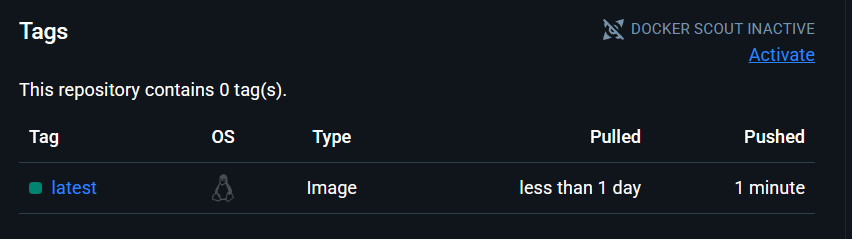 Tags
DOCKER SCOUT INACTIVE
Activate
This repository contains 0 tag(s).
Tag OS Type Pulled Pushed
latest Image less than 1 day 1 minute